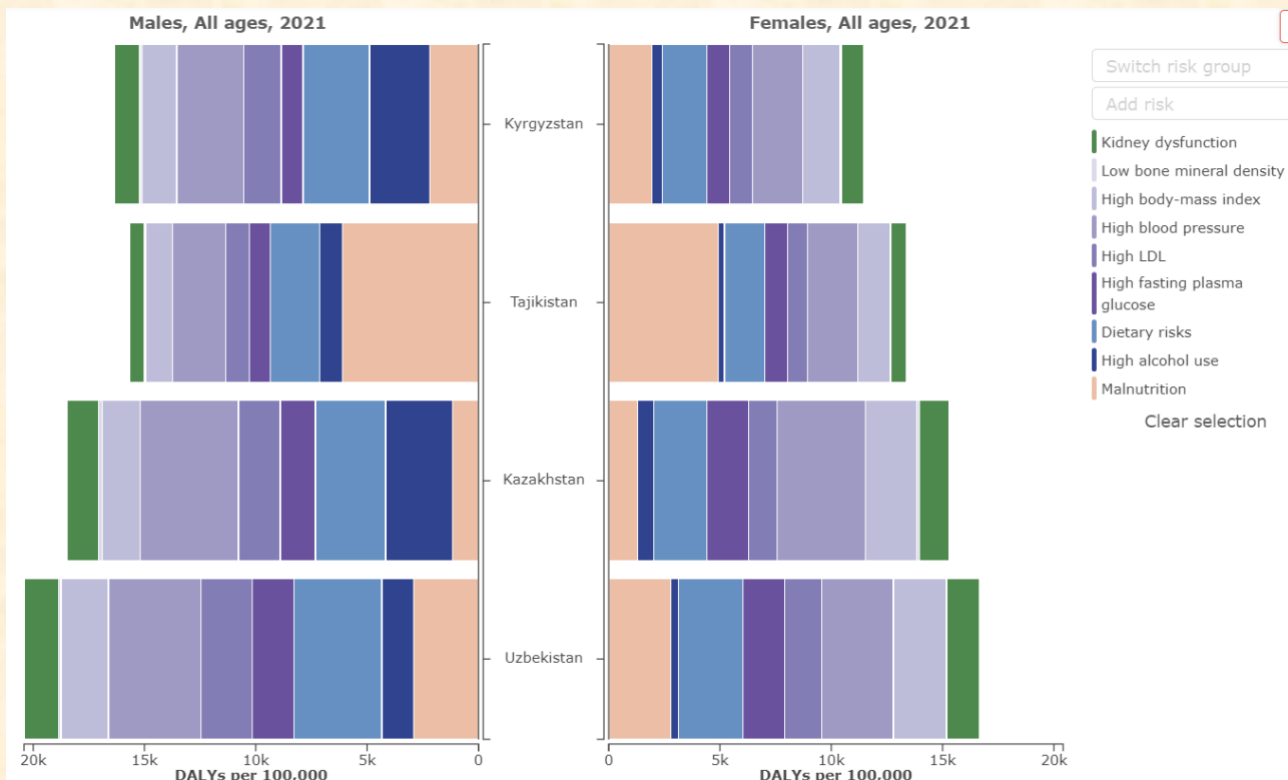 Males, All ages, 2021
Females, All ages, 2021
Kyrgyzstan
Tajikistan
Kazakhstan
Uzbekistan
20k 15k 10k 5k 0
DALYs per 100,000
0 5k 10k 15k 20k
DALYs per 100,000
Switch risk group
Add risk
Kidney dysfunction
Low bone mineral density
High body-mass index
High blood pressure
High LDL
High fasting plasma
glucose
Dietary risks
High alcohol use
Malnutrition
Clear selection